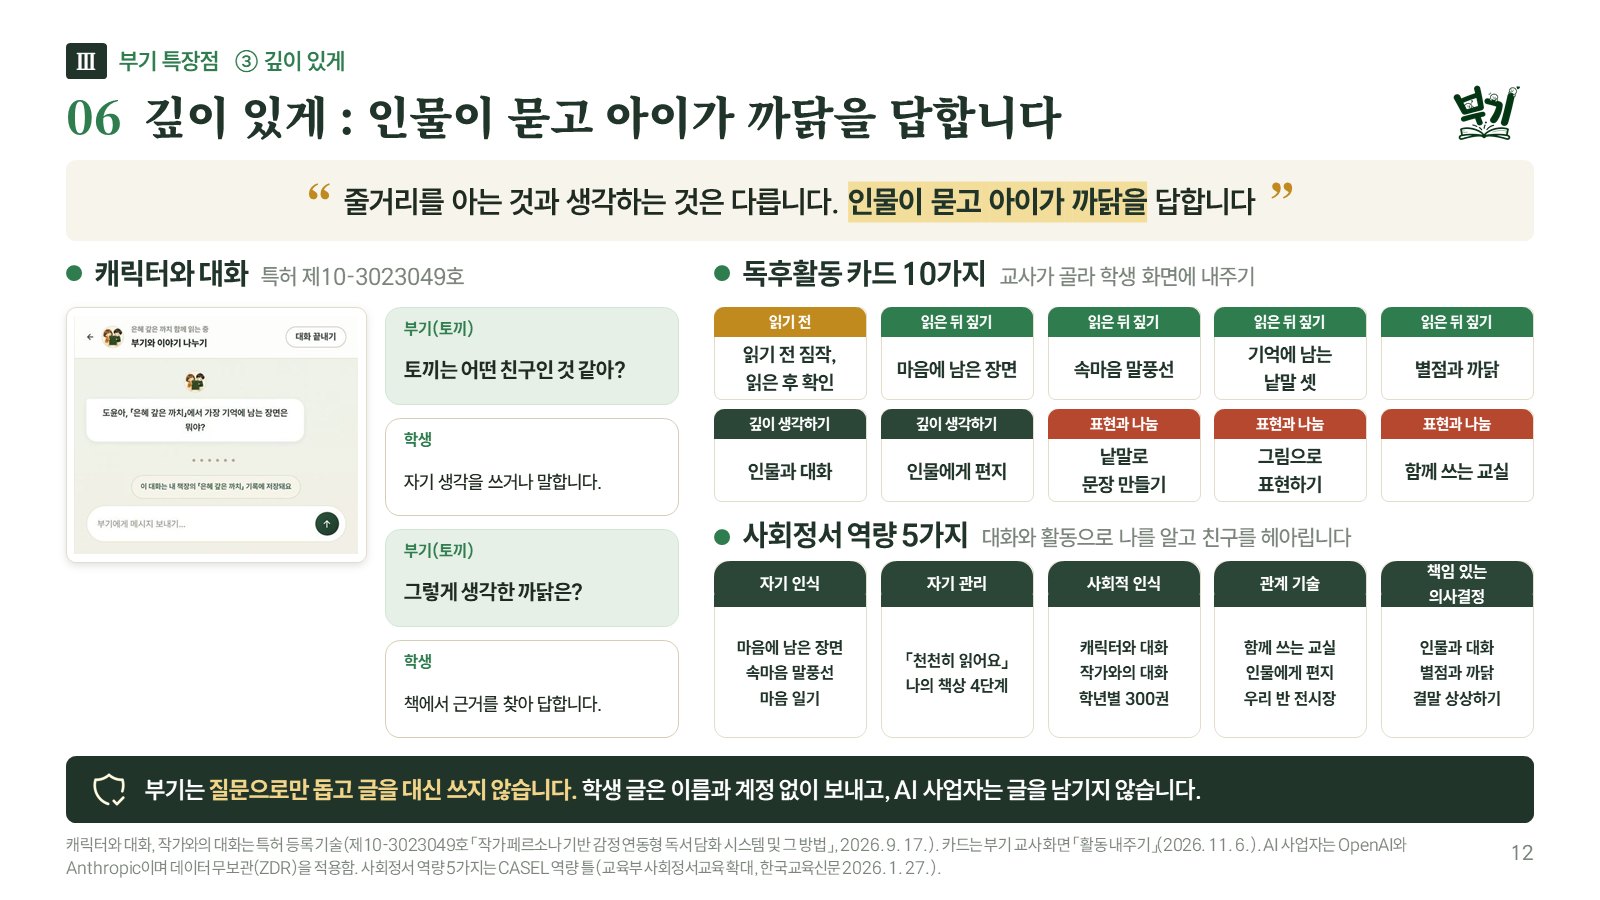 Ⅲ 부기 특장점 ③ 깊이 있게
06 깊이 있게 : 인물이 묻고 아이가 까닭을 답합니다
부기
“ 줄거리를 아는 것과 생각하는 것은 다릅니다. 인물이 묻고 아이가 까닭을 답합니다 ”
캐릭터와 대화 특허 제10-3023049호
은혜 갚은 까치 함께 읽는 중
부기와 이야기 나누기
대화 끝내기
도윤아, 「은혜 갚은 까치」에서 가장 기억에 남는 장면은
뭐야?
이 대화는 내 책장의 「은혜 갚은 까치」 기록에 저장돼요
부기에게 메시지 보내기...
부기(토끼)
토끼는 어떤 친구인 것 같아?
학생
자기 생각을 쓰거나 말합니다.
부기(토끼)
그렇게 생각한 까닭은?
학생
책에서 근거를 찾아 답합니다.
독후활동 카드 10가지 교사가 골라 학생 화면에 내주기
읽기 전
읽기 전 짐작,
읽은 후 확인
읽은 뒤 짚기
마음에 남은 장면
읽은 뒤 짚기
속마음 말풍선
읽은 뒤 짚기
기억에 남는
낱말 셋
읽은 뒤 짚기
별점과 까닭
깊이 생각하기
인물과 대화
깊이 생각하기
인물에게 편지
표현과 나눔
낱말로
문장 만들기
표현과 나눔
그림으로
표현하기
표현과 나눔
함께 쓰는 교실
사회정서 역량 5가지 대화와 활동으로 나를 알고 친구를 헤아립니다
자기 인식
마음에 남은 장면
속마음 말풍선
마음 일기
자기 관리
「천천히 읽어요」
나의 책상 4단계
사회적 인식
캐릭터와 대화
작가와의 대화
학년별 300권
관계 기술
함께 쓰는 교실
인물에게 편지
우리 반 전시장
책임 있는
의사결정
인물과 대화
별점과 까닭
결말 상상하기
부기는 질문으로만 돕고 글을 대신 쓰지 않습니다. 학생 글은 이름과 계정 없이 보내고, AI 사업자는 글을 남기지 않습니다.
캐릭터와 대화, 작가와의 대화는 특허 등록 기술(제10-3023049호 「작가 페르소나 기반 감정 연동형 독서 담화 시스템 및 그 방법」, 2026. 9. 17.). 카드는 부기 교사 화면 「활동 내주기」(2026. 11. 6.). AI 사업자는 OpenAI와
Anthropic이며 데이터 무보관(ZDR)을 적용함. 사회정서 역량 5가지는 CASEL 역량 틀(교육부 사회정서교육 확대, 한국교육신문 2026. 1. 27.).
12